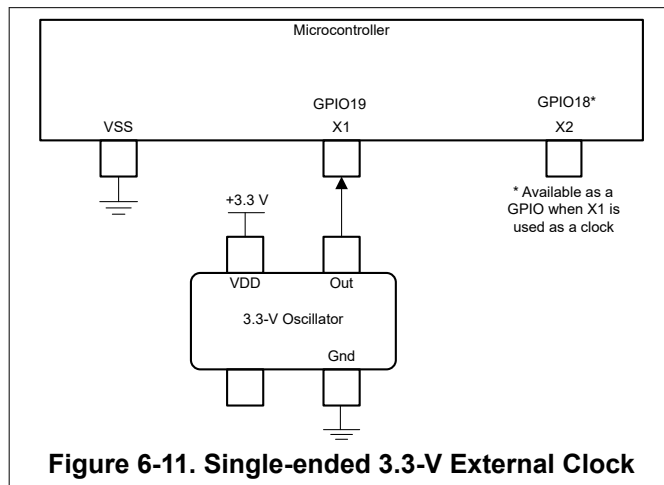 Microcontroller
GPIO19
GPIO18*
VSS
X1
X2
* Available as a
GPIO when X1 is
used as a clock
+3.3 V
VDD
Out
3.3-V Oscillator
Gnd
Figure 6-11. Single-ended 3.3-V External Clock